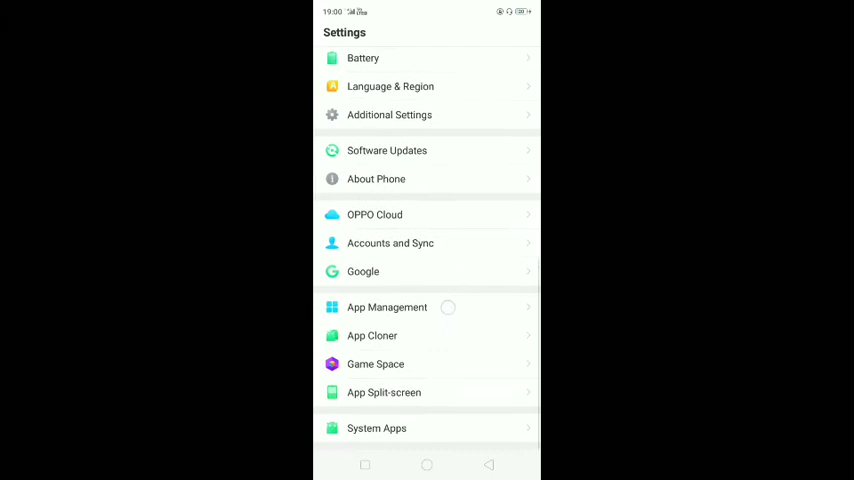 19:00
Settings
Battery
Language & Region
Additional Settings
Software Updates
About Phone
OPPO Cloud
Accounts and Sync
Google
App Management
App Cloner
Game Space
App Split-screen
System Apps